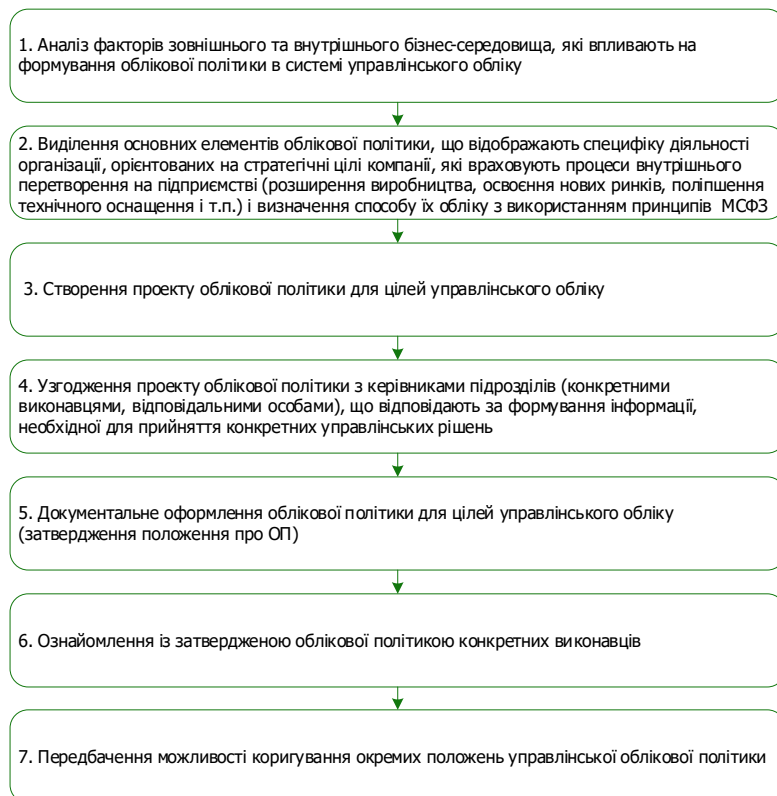 1. Аналіз факторів зовнішнього та внутрішнього бізнес-середовища, які впливають на
формування облікової політики в системі управлінського обліку
2. Виділення основних елементів облікової політики, що відображають специфіку діяльності
організації, орієнтованих на стратегічні цілі компанії, які враховують процеси внутрішнього
перетворення на підприємстві (розширення виробництва, освоєння нових ринків, поліпшення
технічного оснащення і т.п.) і визначення способу їх обліку з використанням принципів МСФЗ
3. Створення проекту облікової політики для цілей управлінського обліку
4. Узгодження проекту облікової політики з керівниками підрозділів (конкретними
виконавцями, відповідальними особами), що відповідають за формування інформації,
необхідної для прийняття конкретних управлінських рішень
5. Документальне оформлення облікової політики для цілей управлінського обліку
(затвердження положення про ОП)
6. Ознайомлення із затвердженою облікової політикою конкретних виконавців
7. Передбачення можливості коригування окремих положень управлінської облікової політики